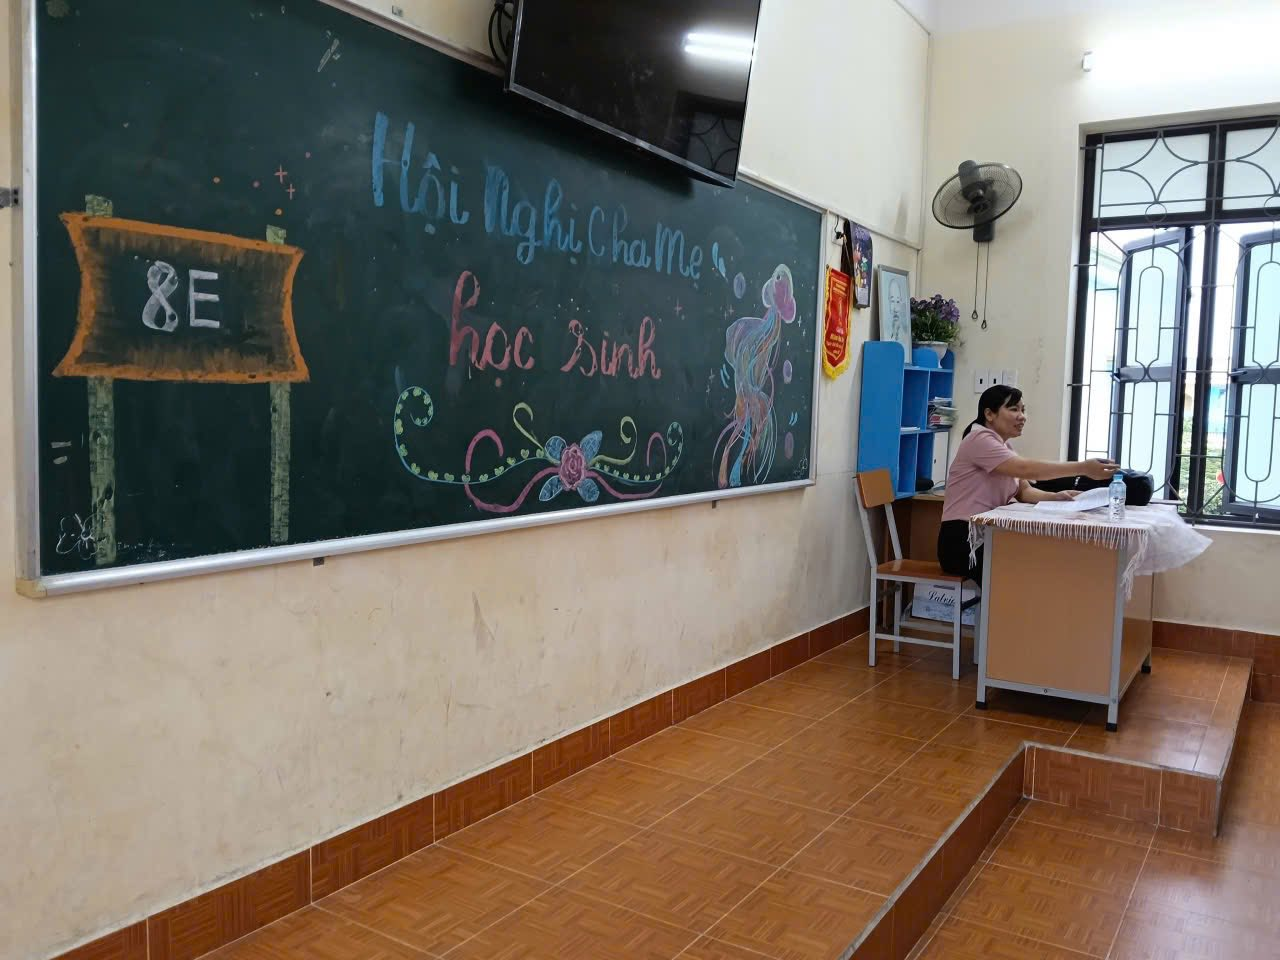 Hội Nghị Cha Mẹ
học sinh
8E